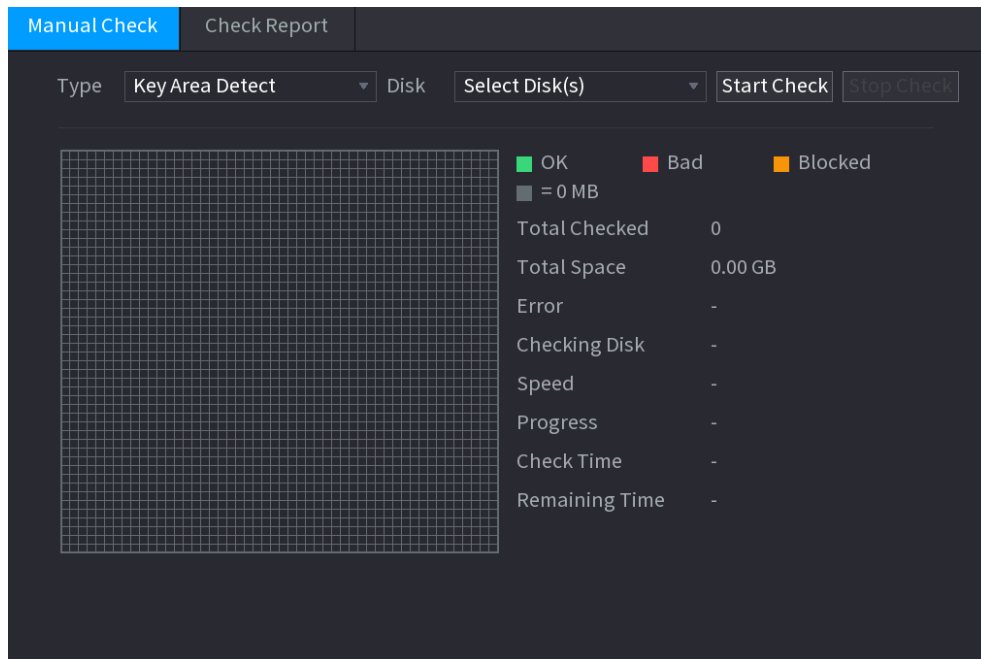 Manual Check Check Report
Type Key Area Detect Disk Select Disk(s) Start Check Stop Check
OK Bad Blocked
= 0 MB
Total Checked 0
Total Space 0.00 GB
Error -
Checking Disk -
Speed -
Progress -
Check Time -
Remaining Time -